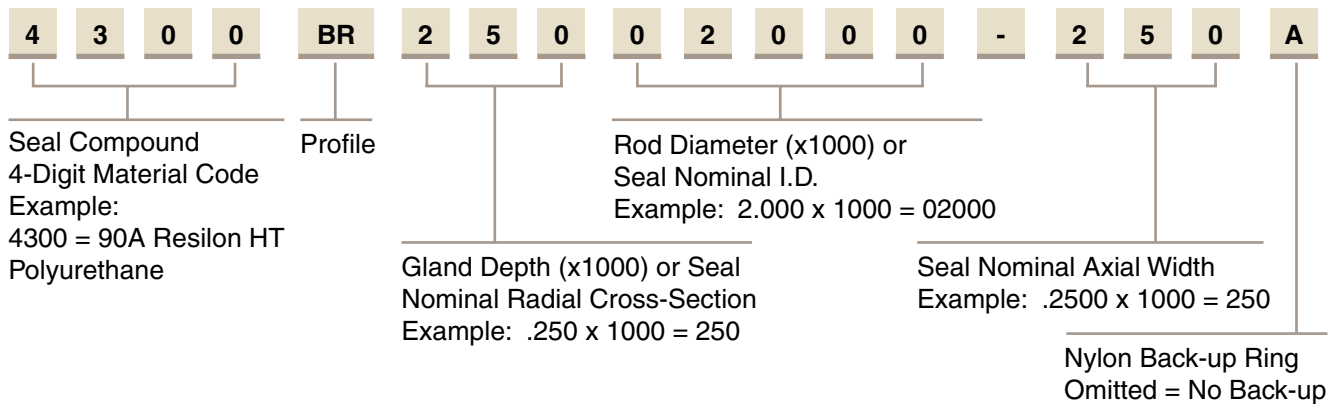 4 3 0 0 BR 2 5 0 0 2 0 0 0 - 2 5 0 A
Seal Compound
4-Digit Material Code
Example:
4300 = 90A Resilon HT
Polyurethane
Profile
Gland Depth (x1000) or Seal
Nominal Radial Cross-Section
Example: .250 x 1000 = 250
Rod Diameter (x1000) or
Seal Nominal I.D.
Example: 2.000 x 1000 = 02000
Seal Nominal Axial Width
Example: .2500 x 1000 = 250
Nylon Back-up Ring
Omitted = No Back-up